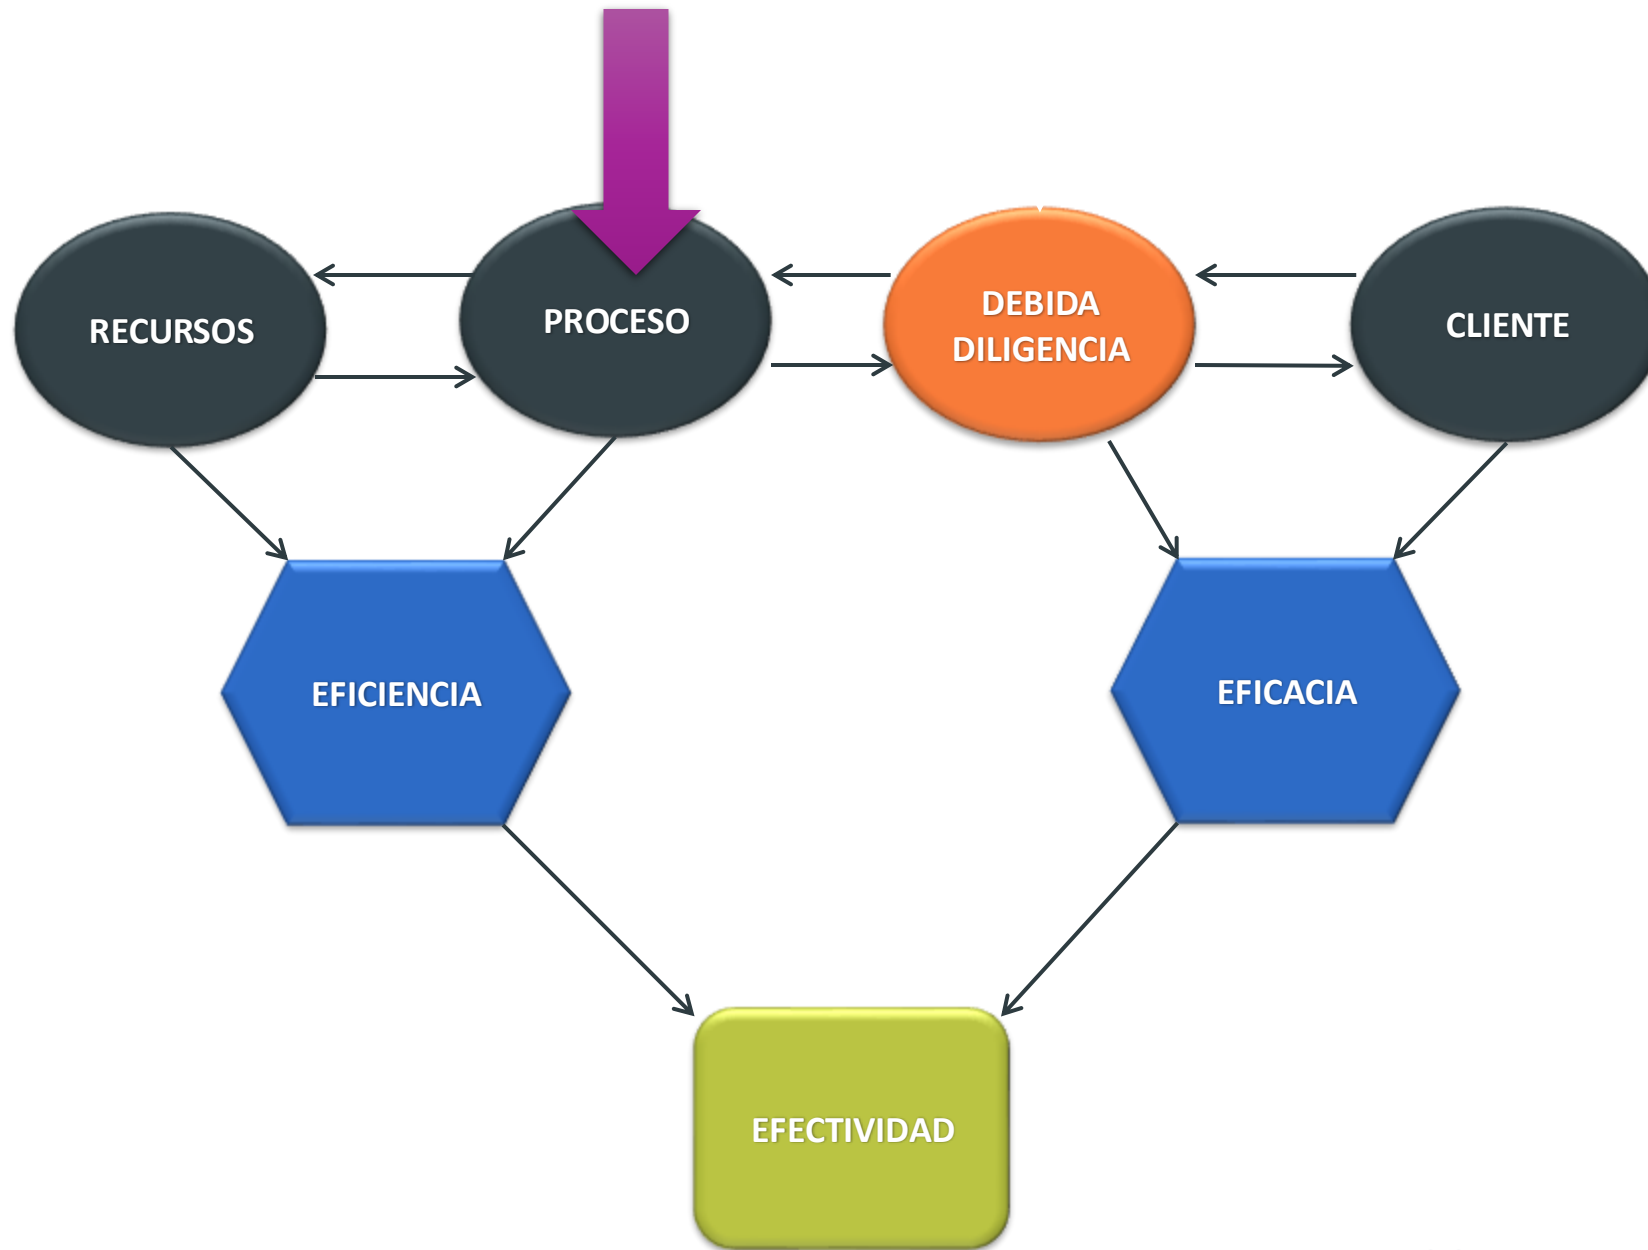 RECURSOS
PROCESO
DEBIDA
DILIGENCIA
CLIENTE
EFICIENCIA
EFICACIA
EFECTIVIDAD